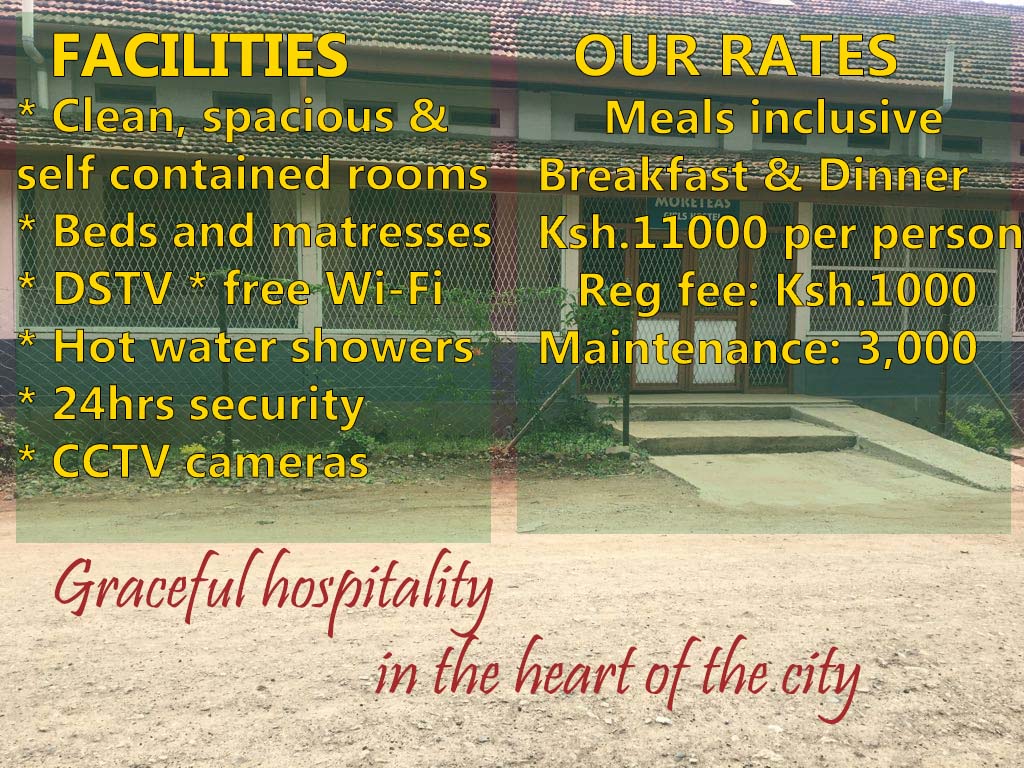 FACILITIES
* Clean, spacious &
self contained rooms
* Beds and matresses
* DSTV * free Wi-Fi
* Hot water showers
* 24hrs security
* CCTV cameras
OUR RATES
Meals inclusive
Breakfast & Dinner
MORETEAS
GIRLS HOSTEL
Ksh.11000 per person
Reg fee: Ksh.1000
Maintenance: 3,000
Graceful hospitality
in the heart of the city